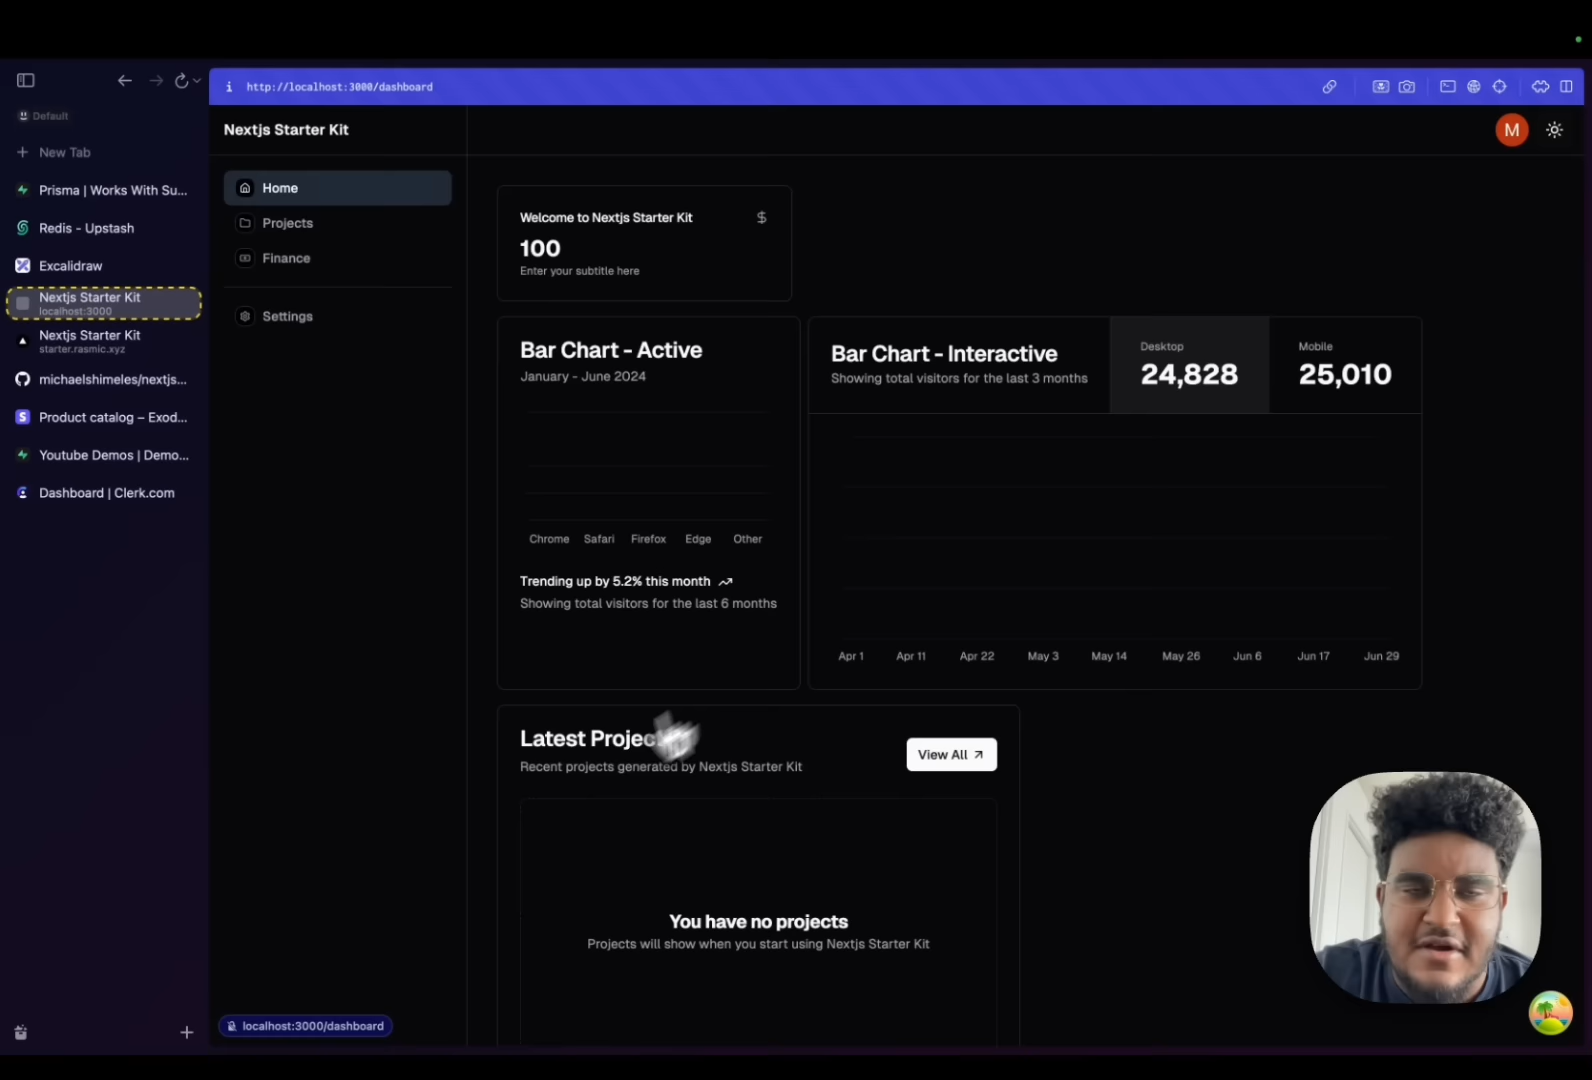 http://localhost:3000/dashboard
Default
New Tab
Prisma | Works With Su...
Redis - Upstash
Excalidraw
Nextjs Starter Kit
localhost:3000
Nextjs Starter Kit
starter.rasmic.xyz
michaelshimeles/nextjs...
Product catalog – Exod...
Youtube Demos | Demo...
Dashboard | Clerk.com
Nextjs Starter Kit
M
Home
Projects
Finance
Settings
Welcome to Nextjs Starter Kit
$
100
Enter your subtitle here
Bar Chart - Active
January - June 2024
Chrome Safari Firefox Edge Other
Trending up by 5.2% this month
Showing total visitors for the last 6 months
Bar Chart - Interactive
Showing total visitors for the last 3 months
Desktop
24,828
Mobile
25,010
Apr 1 Apr 11 Apr 22 May 3 May 14 May 26 Jun 6 Jun 17 Jun 29
Latest
Recent projects generated by Nextjs Starter Kit
View All
You have no projects
Projects will show when you start using Nextjs Starter Kit
localhost:3000/dashboard